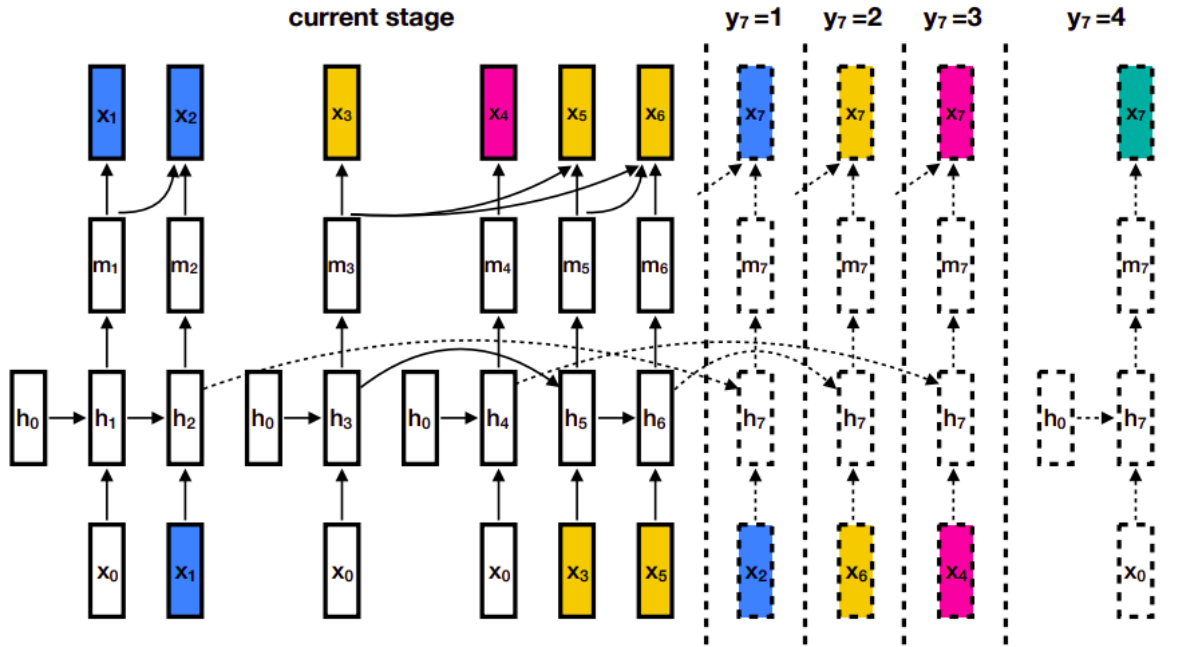 current stage y₇ =1 y₇ =2 y₇ =3 y₇ =4
x₁ x₂ x₃ x₄ x₅ x₆ x₇ x₇ x₇ x₇
m₁ m₂ m₃ m₄ m₅ m₆ m₇ m₇ m₇ m₇
h₀ h₁ h₂ h₀ h₃ h₀ h₄ h₅ h₆ h₇ h₇ h₇ h₀ h₇
x₀ x₁ x₀ x₀ x₃ x₅ x₂ x₆ x₄ x₀